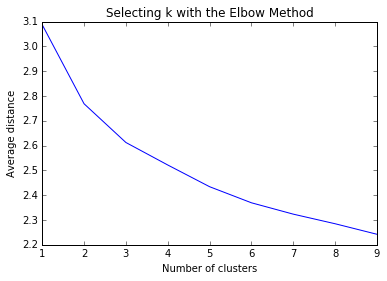 Selecting k with the Elbow Method
3.1
3.0
2.9
2.8
2.7
2.6
2.5
2.4
2.3
2.2
Average distance
1 2 3 4 5 6 7 8 9
Number of clusters